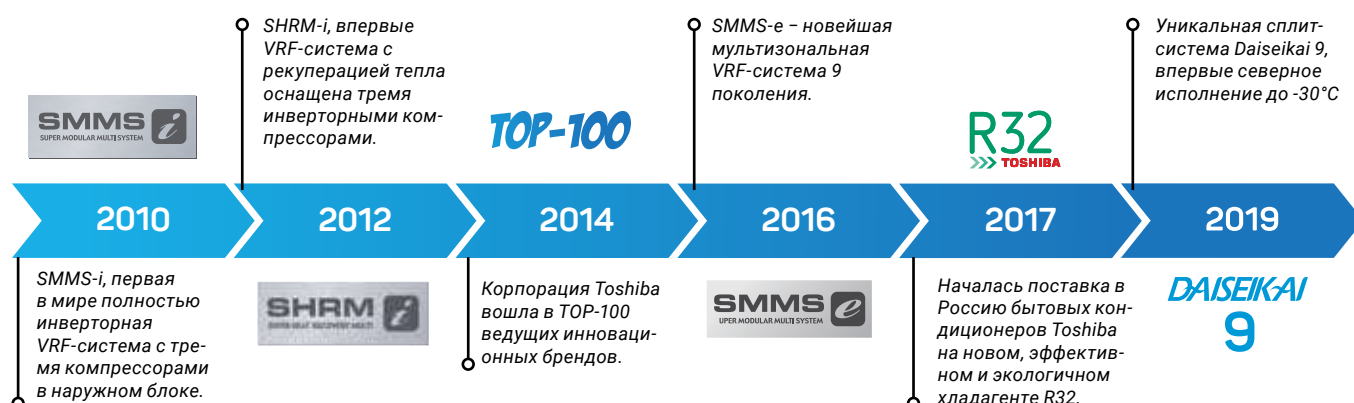 SHRM-i, впервые
VRF-система с
рекуперацией тепла
оснащена тремя
инверторными ком-
прессорами.
SMMS-e – новейшая
мультизональная
VRF-система 9
поколения.
Уникальная сплит-
система Daiseikai 9,
впервые северное
исполнение до -30°C
SMMS i
SUPER MODULAR MULTI SYSTEM
TOP-100
R32
TOSHIBA
2010
2012
2014
2016
2017
2019
SMMS-i, первая
в мире полностью
инверторная
VRF-система с тре-
мя компрессорами
в наружном блоке.
SHRM i
SUPER HEAT RECOVERY MULTI
Корпорация Toshiba
вошла в TOP-100
ведущих инноваци-
онных брендов.
SMMS e
UPER MODULAR MULTI SYSTEM
Началась поставка в
Россию бытовых кон-
диционеров Toshiba
на новом, эффектив-
ном и экологичном
хладагенте R32.
DAISEIKAI
9